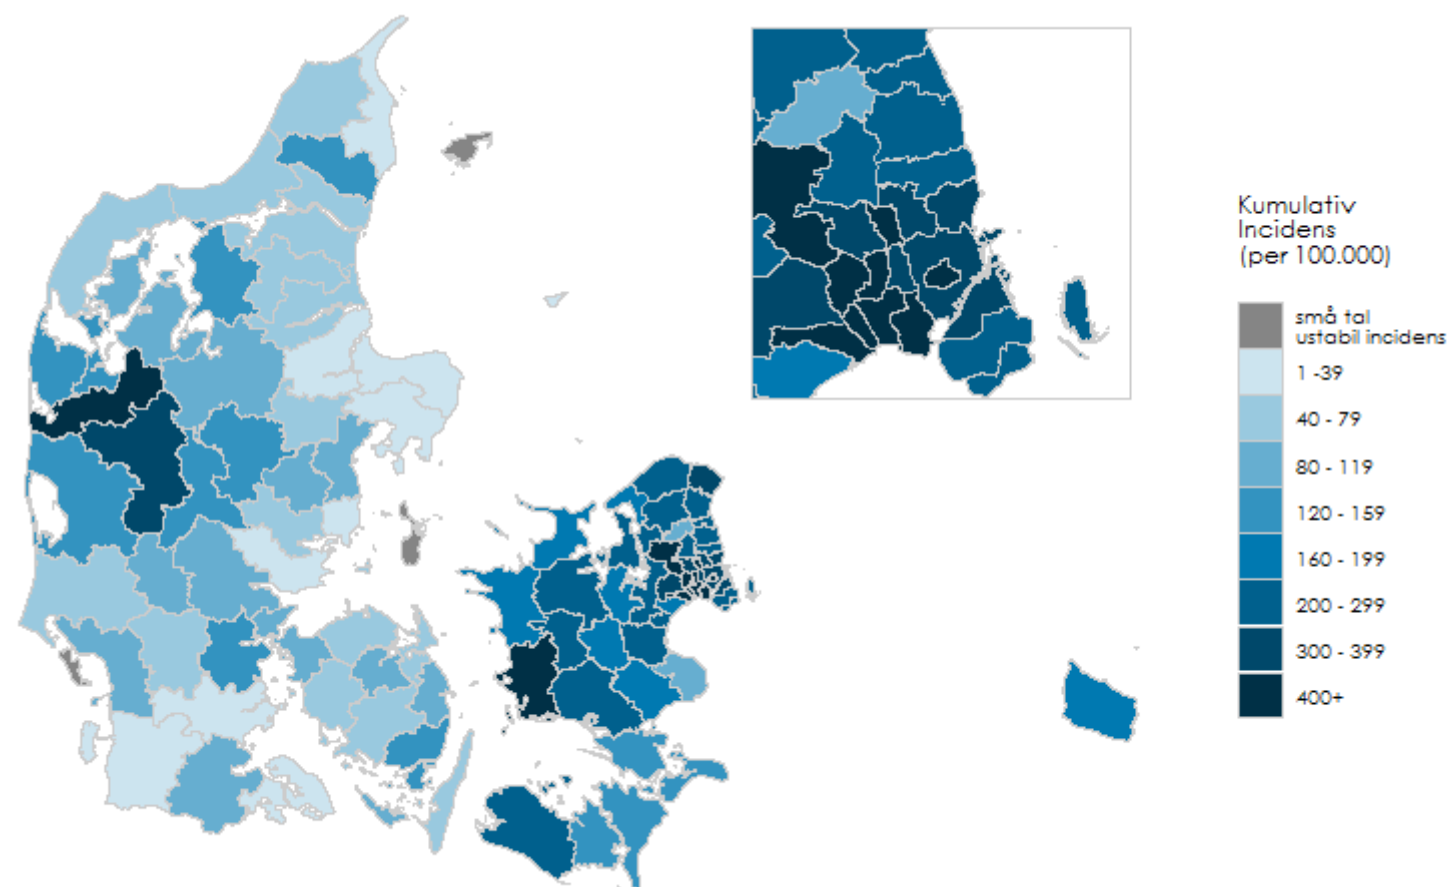 Kumulativ
Incidens
(per 100.000)
små tal
ustabil incidens
1 -39
40 - 79
80 - 119
120 - 159
160 - 199
200 - 299
300 - 399
400+